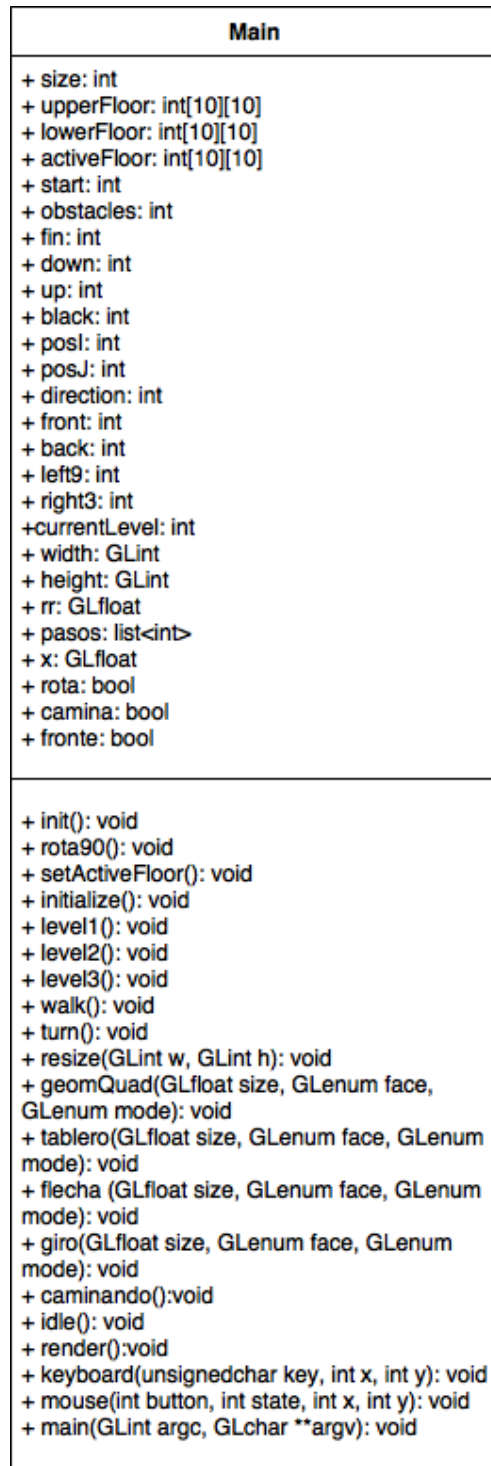 Main
+ size: int
+ upperFloor: int[10][10]
+ lowerFloor: int[10][10]
+ activeFloor: int[10][10]
+ start: int
+ obstacles: int
+ fin: int
+ down: int
+ up: int
+ black: int
+ posI: int
+ posJ: int
+ direction: int
+ front: int
+ back: int
+ left9: int
+ right3: int
+currentLevel: int
+ width: GLint
+ height: GLint
+ rr: GLfloat
+ pasos: list<int>
+ x: GLfloat
+ rota: bool
+ camina: bool
+ fronte: bool
+ init(): void
+ rota90(): void
+ setActiveFloor(): void
+ initialize(): void
+ level1(): void
+ level2(): void
+ level3(): void
+ walk(): void
+ turn(): void
+ resize(GLint w, GLint h): void
+ geomQuad(GLfloat size, GLenum face,
GLenum mode): void
+ tablero(GLfloat size, GLenum face, GLenum
mode): void
+ flecha (GLfloat size, GLenum face, GLenum
mode): void
+ giro(GLfloat size, GLenum face, GLenum
mode): void
+ caminando():void
+ idle(): void
+ render():void
+ keyboard(unsignedchar key, int x, int y): void
+ mouse(int button, int state, int x, int y): void
+ main(GLint argc, GLchar **argv): void